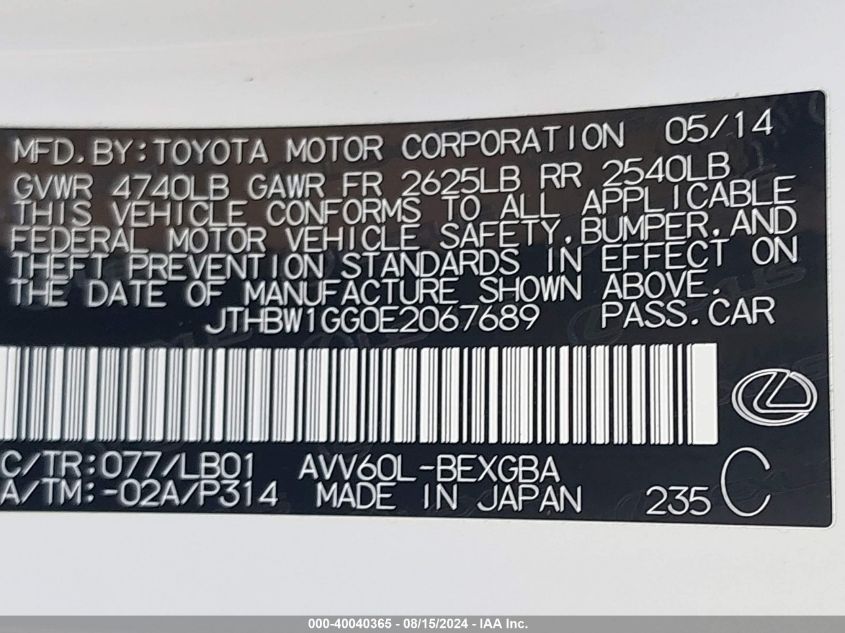 MFD.BY:TOYOTA MOTOR CORPORATION 05/14
GVWR 4740LB GAWR FR 2625LB RR 2540LB
THIS VEHICLE CONFORMS TO ALL APPLICABLE
FEDERAL MOTOR VEHICLE SAFETY,BUMPER,AND
THEFT PREVENTION STANDARDS IN EFFECT ON
THE DATE OF MANUFACTURE SHOWN ABOVE.
JTHBW1GG0E2067689 PASS.CAR
C/TR:077/LB01 AVV60L-BEXGBA
A/TM:-02A/P314 MADE IN JAPAN 235 C
000-40040365 - 08/15/2024 - IAA Inc.